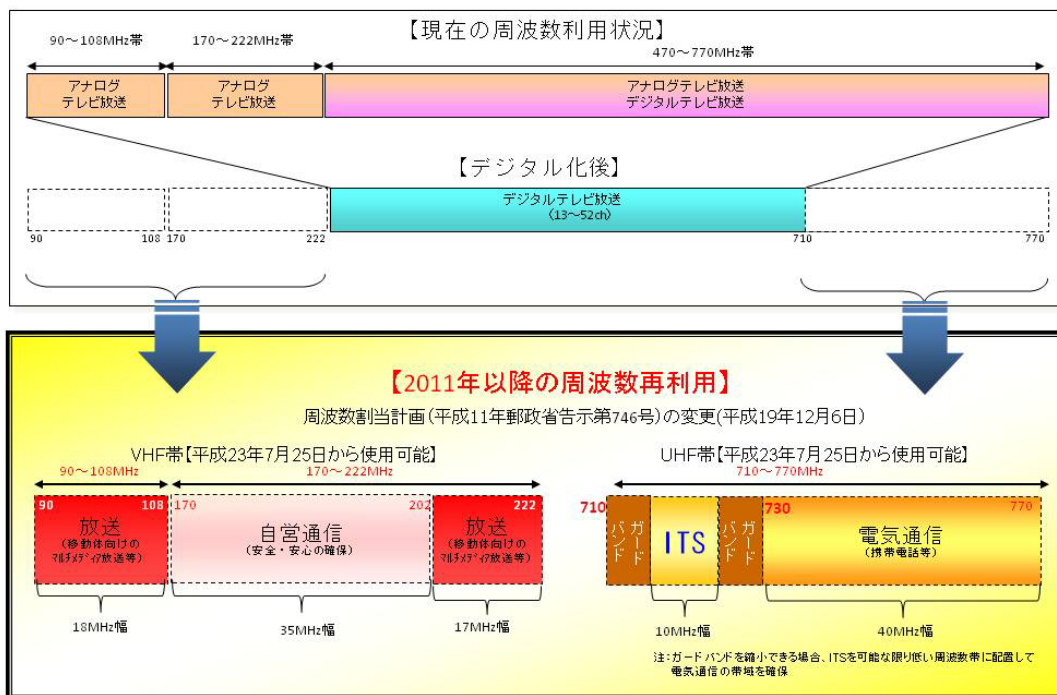 【現在の周波数利用状況】
90～108MHz帯
170～222MHz帯
470～770MHz帯
アナログ
テレビ放送
アナログ
テレビ放送
アナログテレビ放送
デジタルテレビ放送
【デジタル化後】
デジタルテレビ放送
（13～52ch）
90
108
170
222
710
770
【2011年以降の周波数再利用】
周波数割当計画（平成11年郵政省告示第746号）の変更(平成19年12月6日）
VHF帯【平成23年7月25日から使用可能】
90～108MHz
170～222MHz
90
108
放送
（移動体向けの
マルチメディア放送等）
170
202
自営通信
（安全・安心の確保）
222
放送
（移動体向けの
マルチメディア放送等）
18MHz幅
35MHz幅
17MHz幅
UHF帯【平成23年7月25日から使用可能】
710～770MHz
710
ガード
バンド
ITS
ガード
バンド
730
770
電気通信
（携帯電話等）
10MHz幅
40MHz幅
注：ガードバンドを縮小できる場合、ITSを可能な限り低い周波数帯に配置して
電気通信の帯域を確保